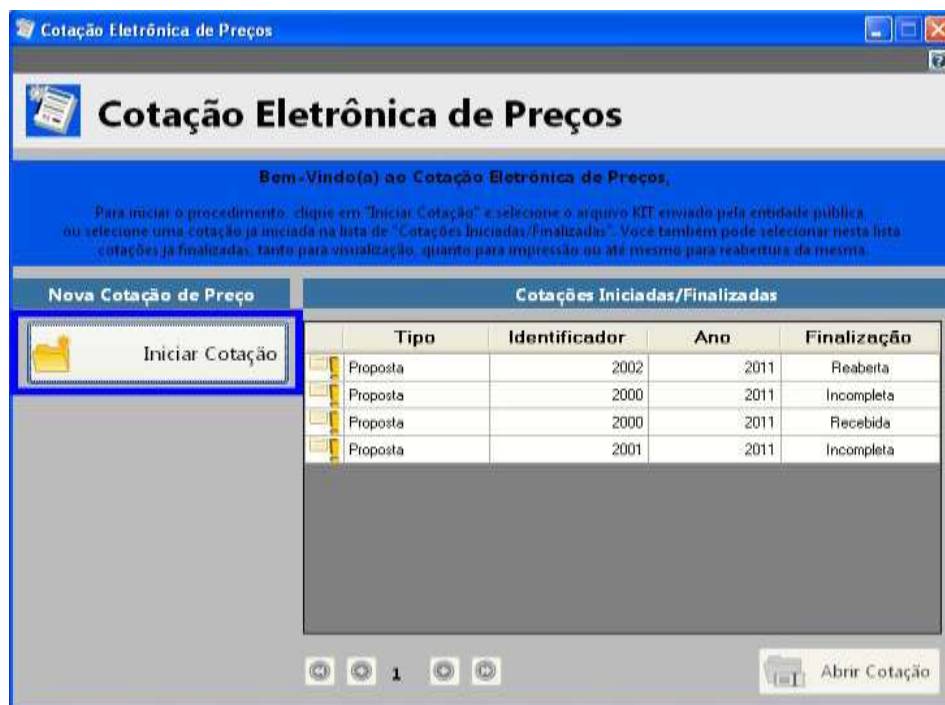 Cotação Eletrônica de Preços
Cotação Eletrônica de Preços
Bem-Vindo(a) ao Cotação Eletrônica de Preços,
Para iniciar o procedimento, clique em "Iniciar Cotação" e selecione o arquivo KIT enviado pela entidade pública,
ou selecione uma cotação já iniciada na lista de "Cotações Iniciadas/Finalizadas". Você também pode selecionar nesta lista
cotações já finalizadas, tanto para visualização, quanto para impressão ou até mesmo para reabertura da mesma.
Nova Cotação de Preço
Cotações Iniciadas/Finalizadas
Iniciar Cotação
Tipo Identificador Ano Finalização
Proposta 2002 2011 Reaberta
Proposta 2000 2011 Incompleta
Proposta 2000 2011 Recebida
Proposta 2001 2011 Incompleta
1
Abrir Cotação